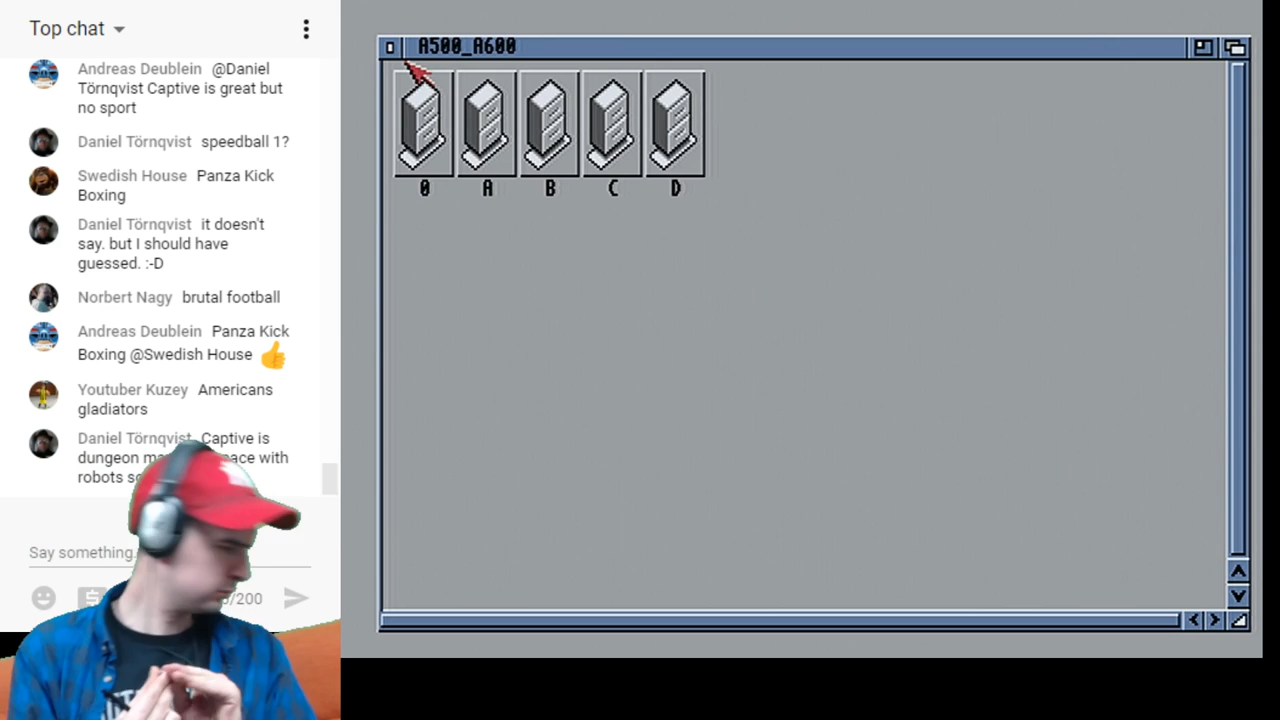 Top chat
Andreas Deublein @Daniel
Törnqvist Captive is great but
no sport
Daniel Törnqvist speedball 1?
Swedish House Panza Kick
Boxing
Daniel Törnqvist it doesn't
say. but I should have
guessed. :-D
Norbert Nagy brutal football
Andreas Deublein Panza Kick
Boxing @Swedish House
Youtuber Kuzey Americans
gladiators
Daniel Törnqvist Captive is
dungeon with
robots
Say something.
/200
A500_A600
0 A B C D